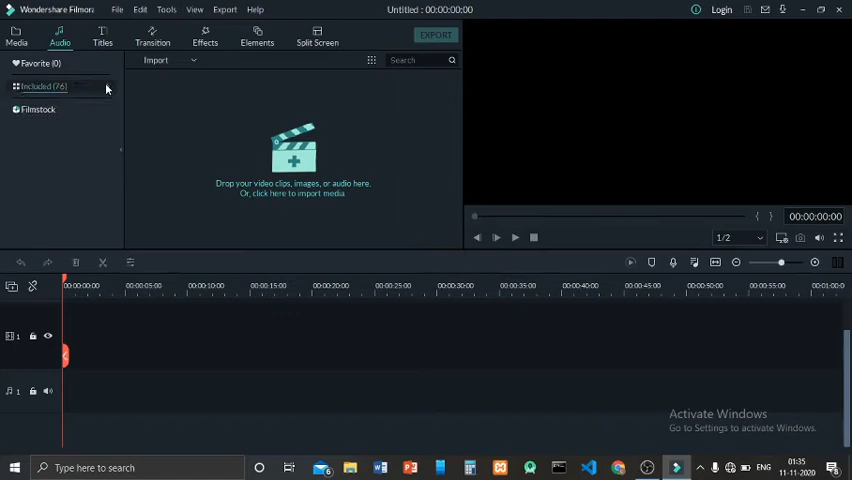 Wondershare Filmora
File Edit Tools View Export Help
Untitled : 00:00:00:00
Login
Media Audio Titles Transition Effects Elements Split Screen
EXPORT
Favorite (0)
Included (76)
Filmstock
Import
Search
Drop your video clips, images, or audio here.
Or, click here to import media
00:00:00:00
1/2
00:00:00:00 00:00:05:00 00:00:10:00 00:00:15:00 00:00:20:00 00:00:25:00 00:00:30:00 00:00:35:00 00:00:40:00 00:00:45:00 00:00:50:00 00:00:55:00 00:01:00:0
1
1
Activate Windows
Go to Settings to activate Windows.
Type here to search
6
ENG
01:35
11-11-2020